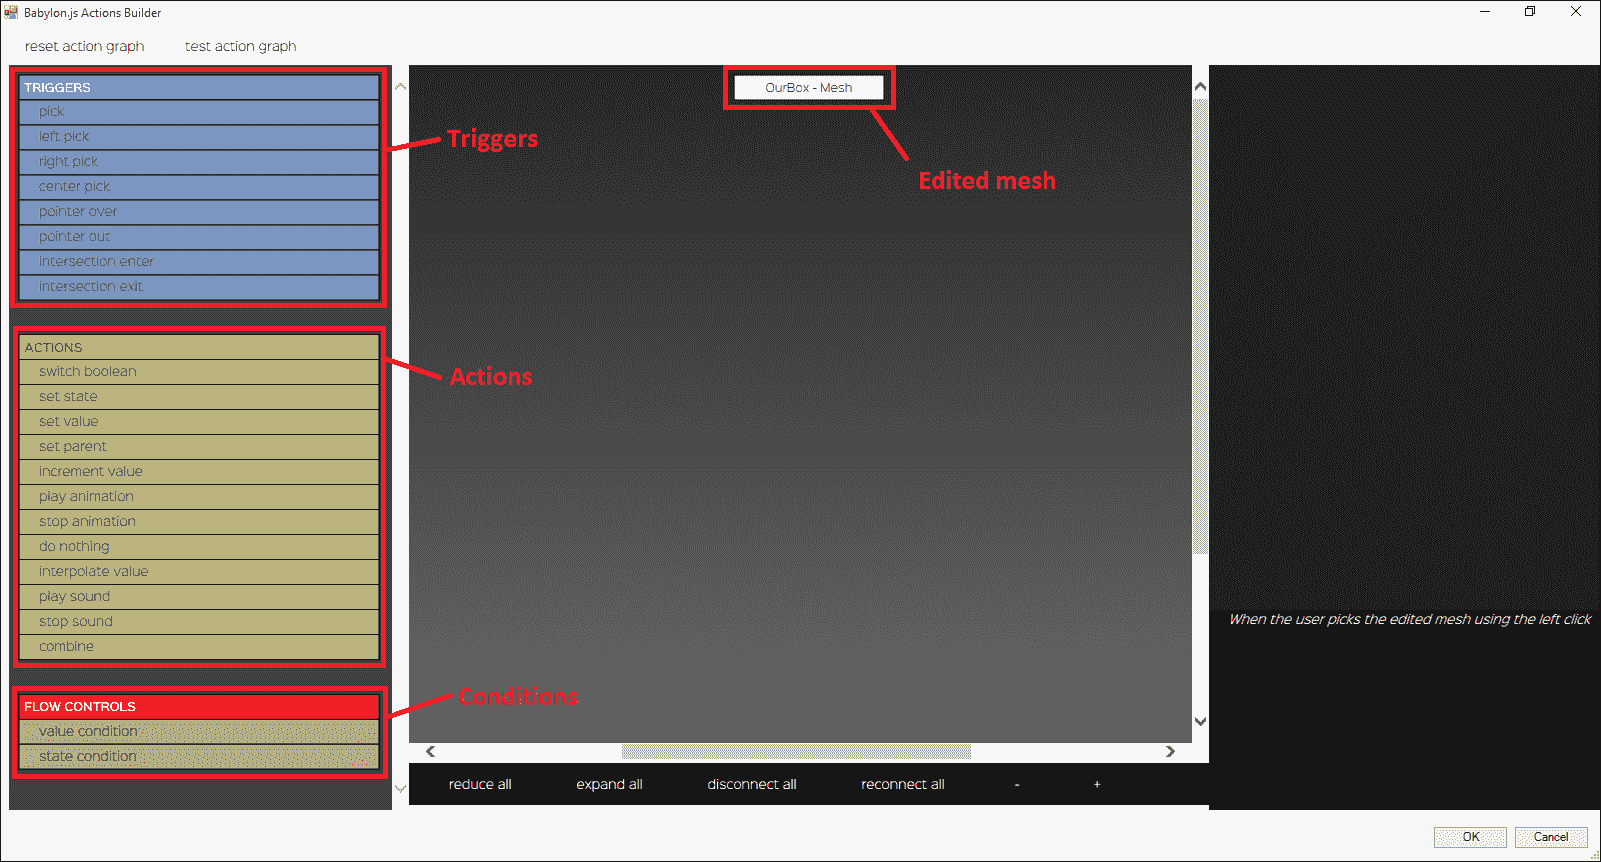 Babylon.js Actions Builder
reset action graph
test action graph
TRIGGERS
pick
left pick
right pick
center pick
pointer over
pointer out
intersection enter
intersection exit
Triggers
ACTIONS
switch boolean
set state
set value
set parent
increment value
play animation
stop animation
do nothing
interpolate value
play sound
stop sound
combine
Actions
FLOW CONTROLS
value condition
state condition
Conditions
OurBox - Mesh
Edited mesh
reduce all
expand all
disconnect all
reconnect all
-
+
When the user picks the edited mesh using the left click
OK
Cancel